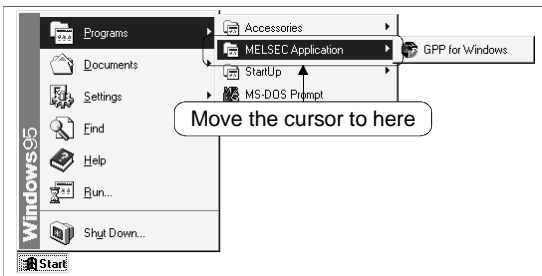 Programs
Documents
Settings
Find
Help
Run...
Shut Down...
Windows95
Start
Accessories
MELSEC Application
StartUp
MS-DOS Prompt
GPP for Windows
Move the cursor to here